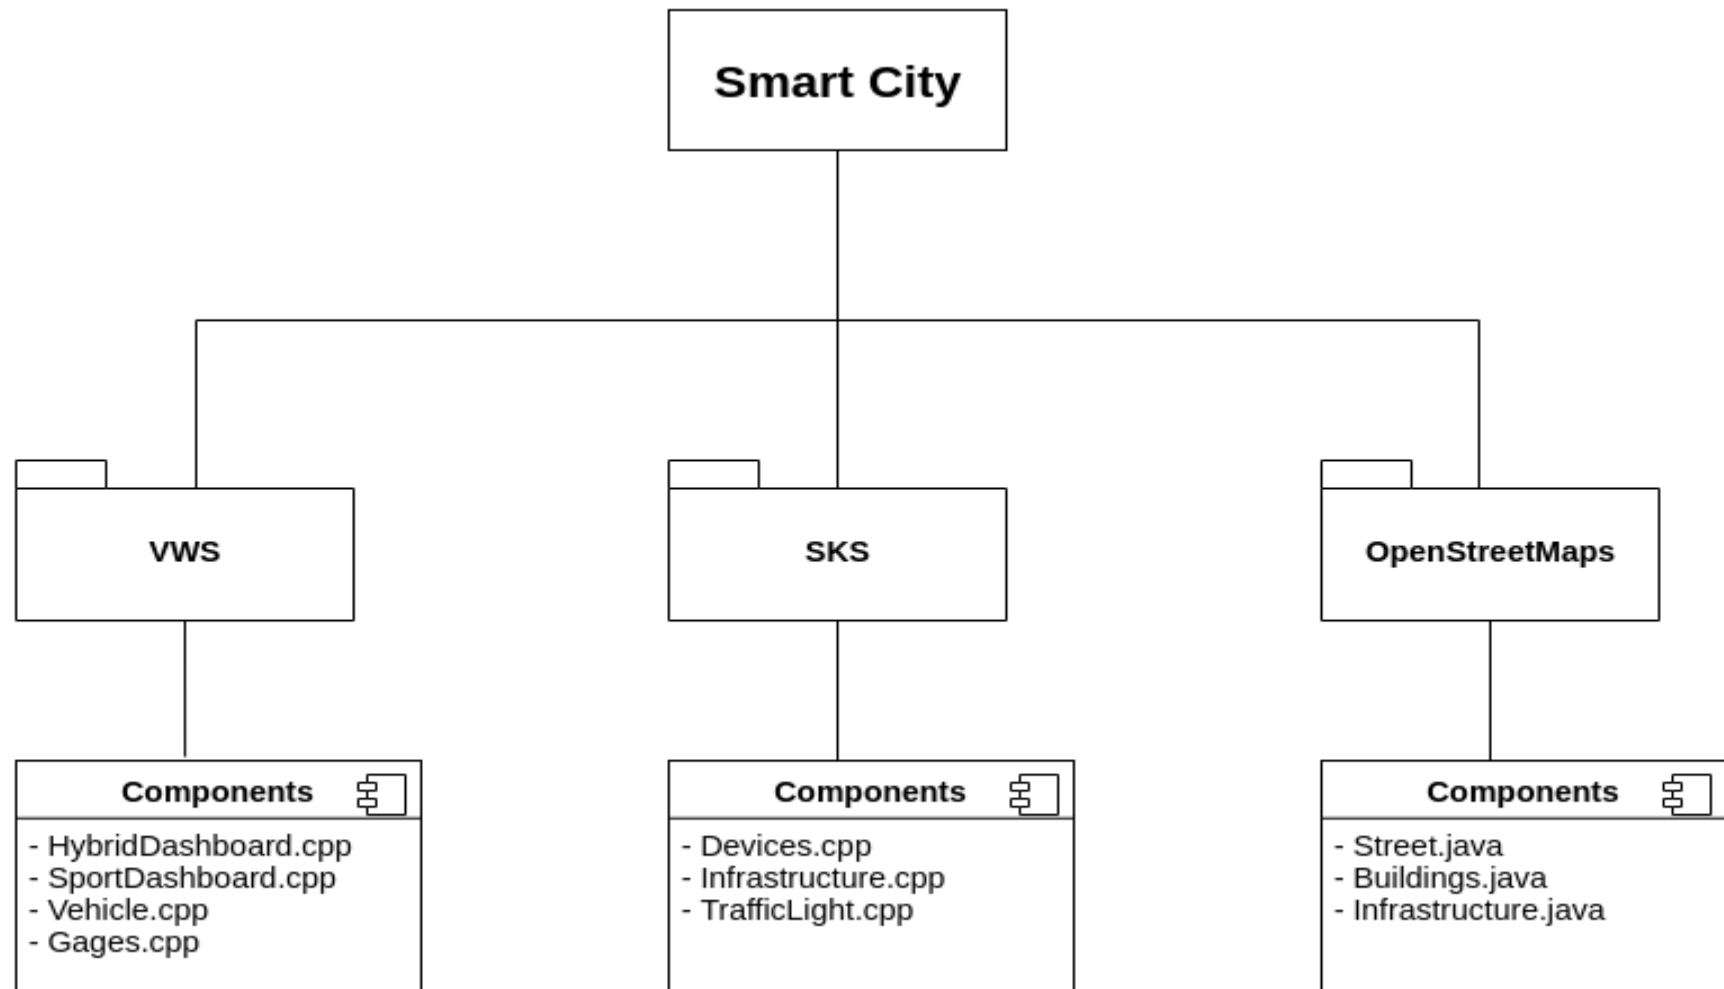 Smart City
VWS
SKS
OpenStreetMaps
Components
- HybridDashboard.cpp
- SportDashboard.cpp
- Vehicle.cpp
- Gages.cpp
Components
- Devices.cpp
- Infrastructure.cpp
- TrafficLight.cpp
Components
- Street.java
- Buildings.java
- Infrastructure.java